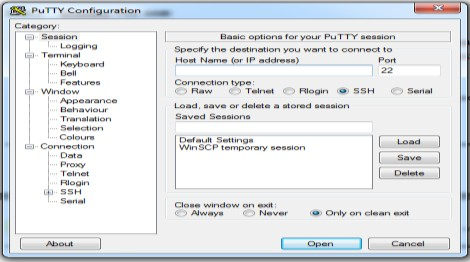 PuTTY Configuration
Category:
Session
Logging
Terminal
Keyboard
Bell
Features
Window
Appearance
Behaviour
Translation
Selection
Colours
Connection
Data
Proxy
Telnet
Rlogin
SSH
Serial
Basic options for your PuTTY session
Specify the destination you want to connect to
Host Name (or IP address) Port
22
Connection type:
Raw Telnet Rlogin SSH Serial
Load, save or delete a stored session
Saved Sessions
Default Settings
WinSCP temporary session
Load
Save
Delete
Close window on exit:
Always Never Only on clean exit
About Open Cancel